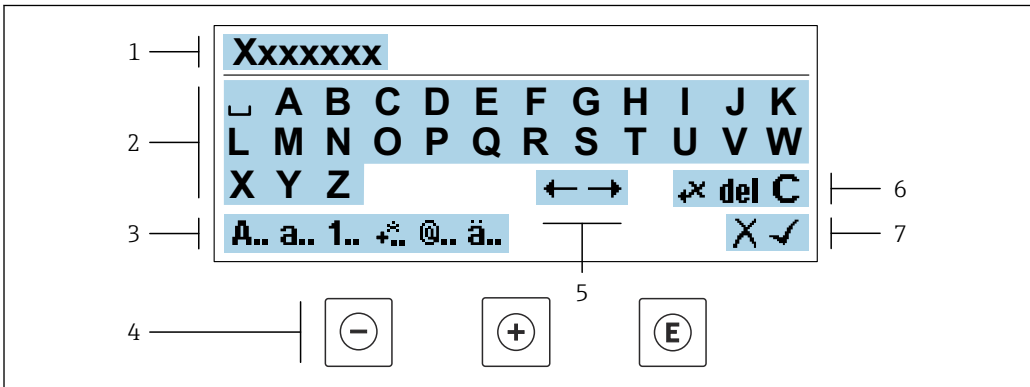 1 Xxxxxxx
2 ␣ A B C D E F G H I J K
L M N O P Q R S T U V W
X Y Z ← → +x del C 6
3 A.. a.. 1.. +*.. @.. ä.. X ✓ 7
5
4 − + E